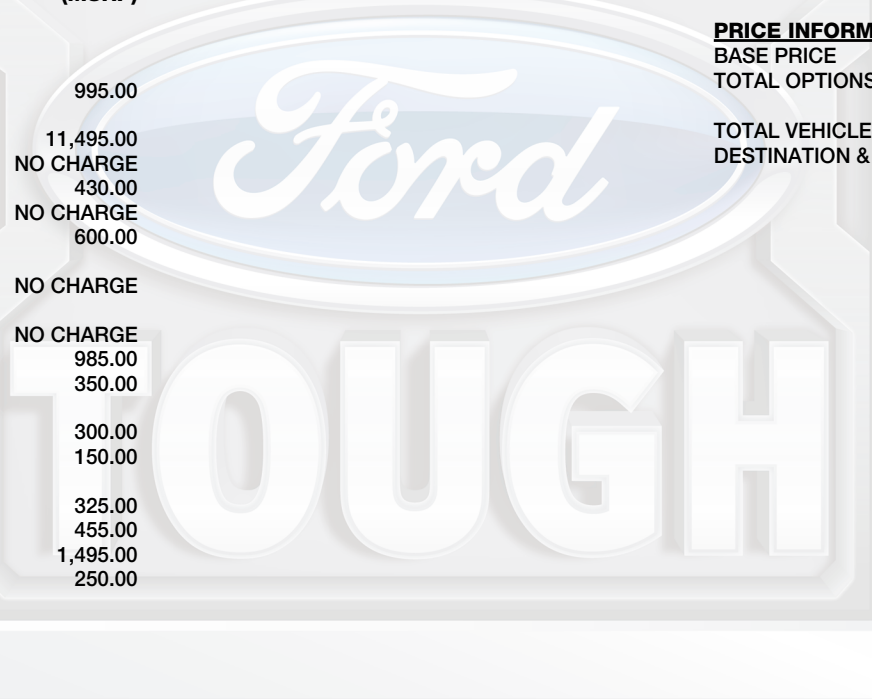 (MSRP)
995.00
11,495.00
NO CHARGE
430.00
NO CHARGE
600.00
NO CHARGE
NO CHARGE
985.00
350.00
300.00
150.00
325.00
455.00
1,495.00
250.00
PRICE INFORM
BASE PRICE
TOTAL OPTIONS
TOTAL VEHICLE
DESTINATION &
Ford
TOUGH